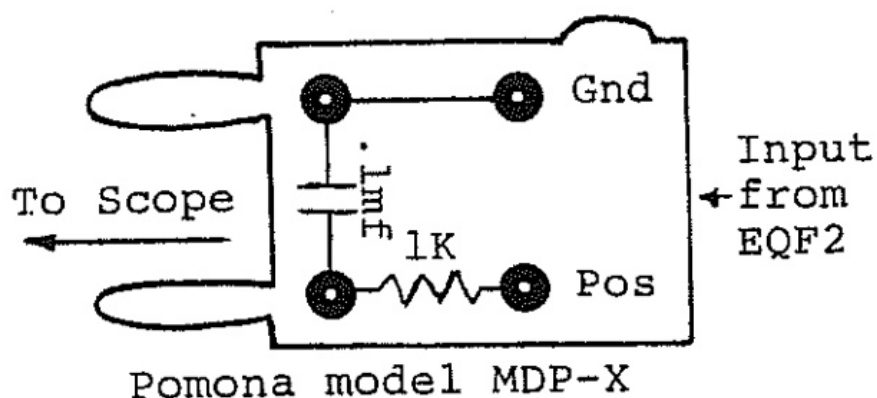 Gnd
Input
from
EQF2
To Scope
.1mf
1K
Pos
Pomona model MDP-X